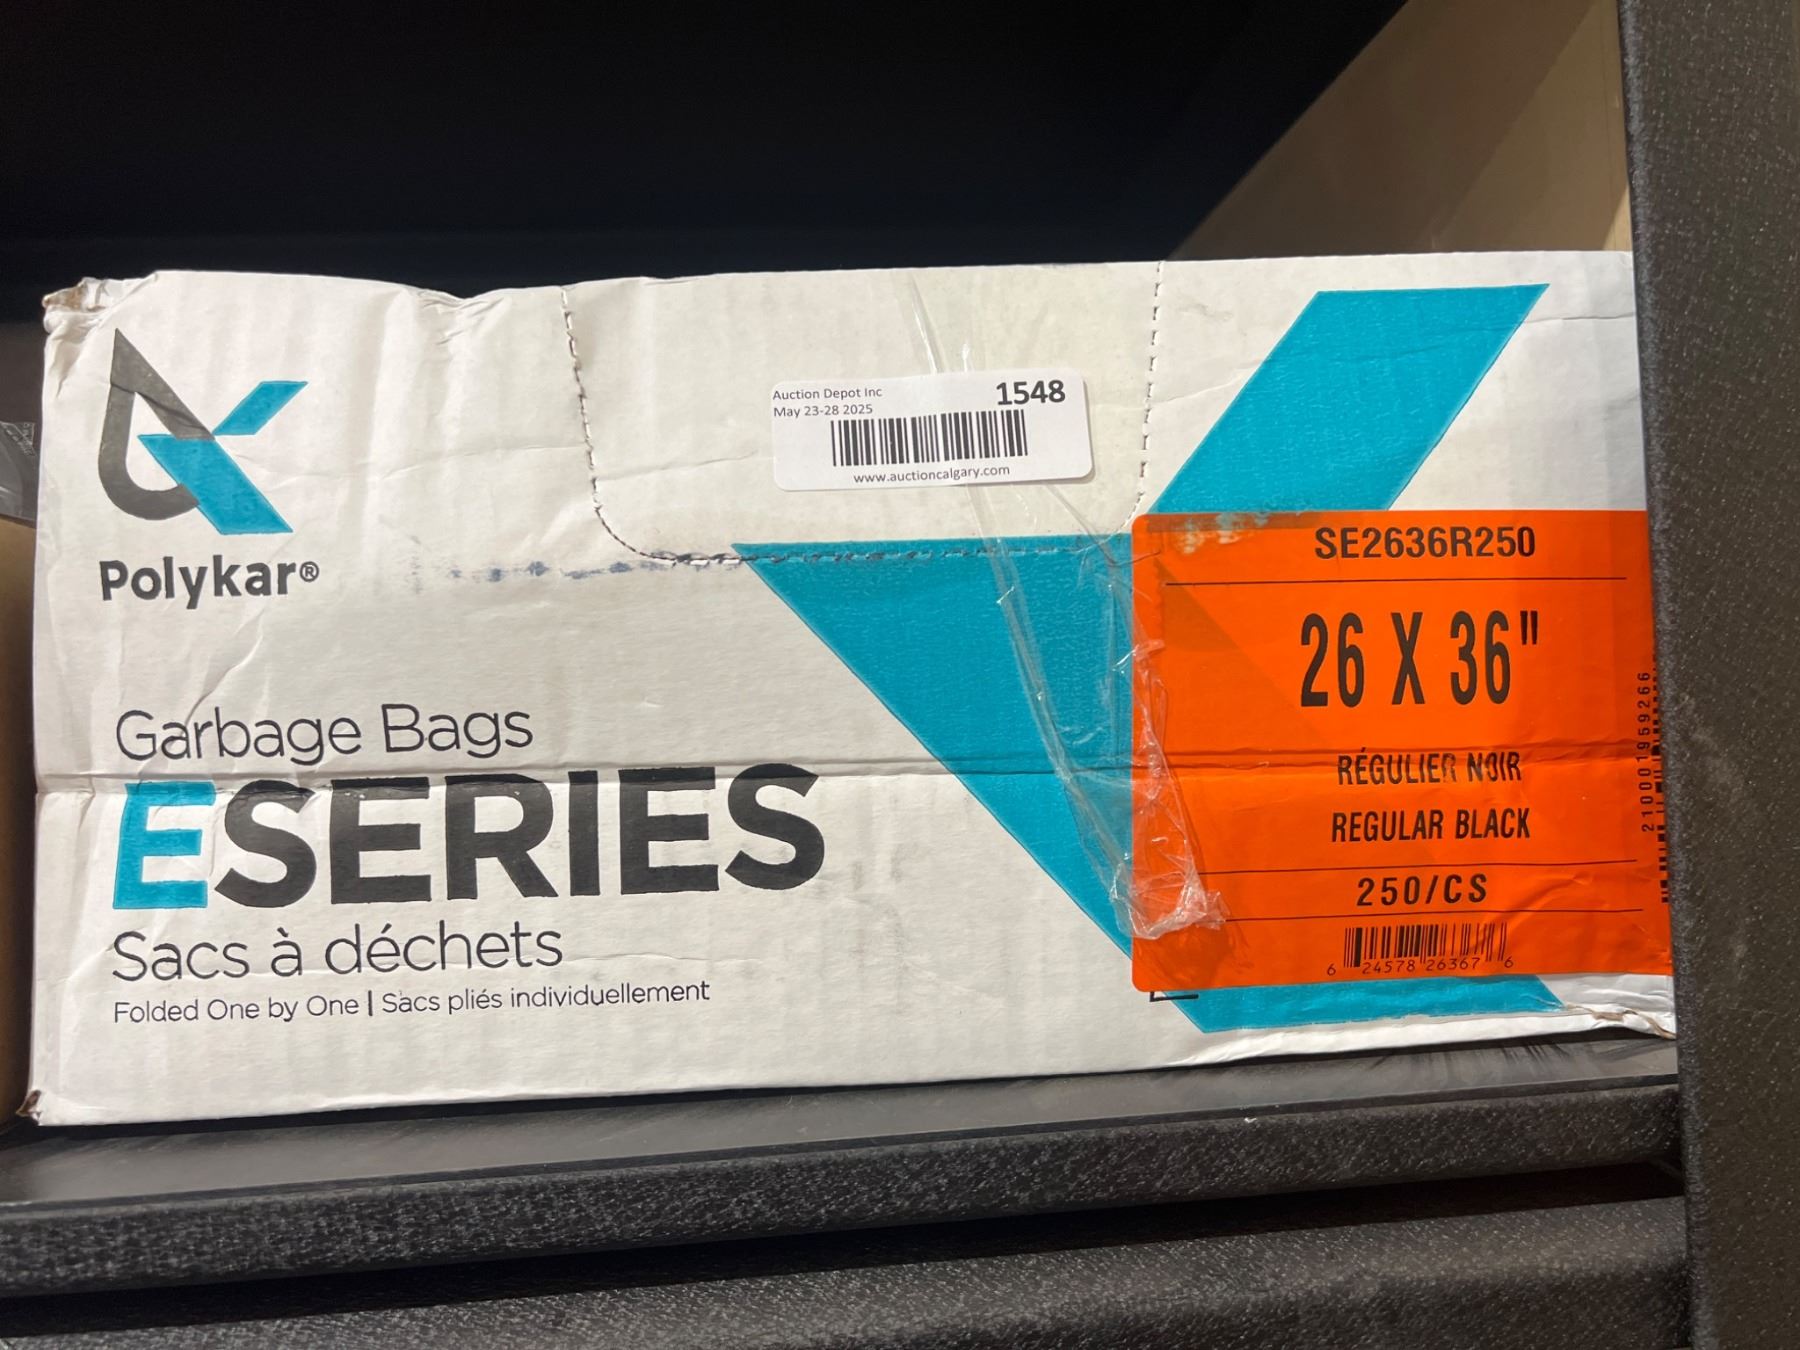 Polykar®
Garbage Bags
ESERIES
Sacs à déchets
Folded One by One | Sacs pliés individuellement
Auction Depot Inc
May 23-28 2025
1548
www.auctioncalgary.com
SE2636R250
26 X 36"
RÉGULIER NOIR
REGULAR BLACK
250/CS
6 24578 26367 6
210001959266